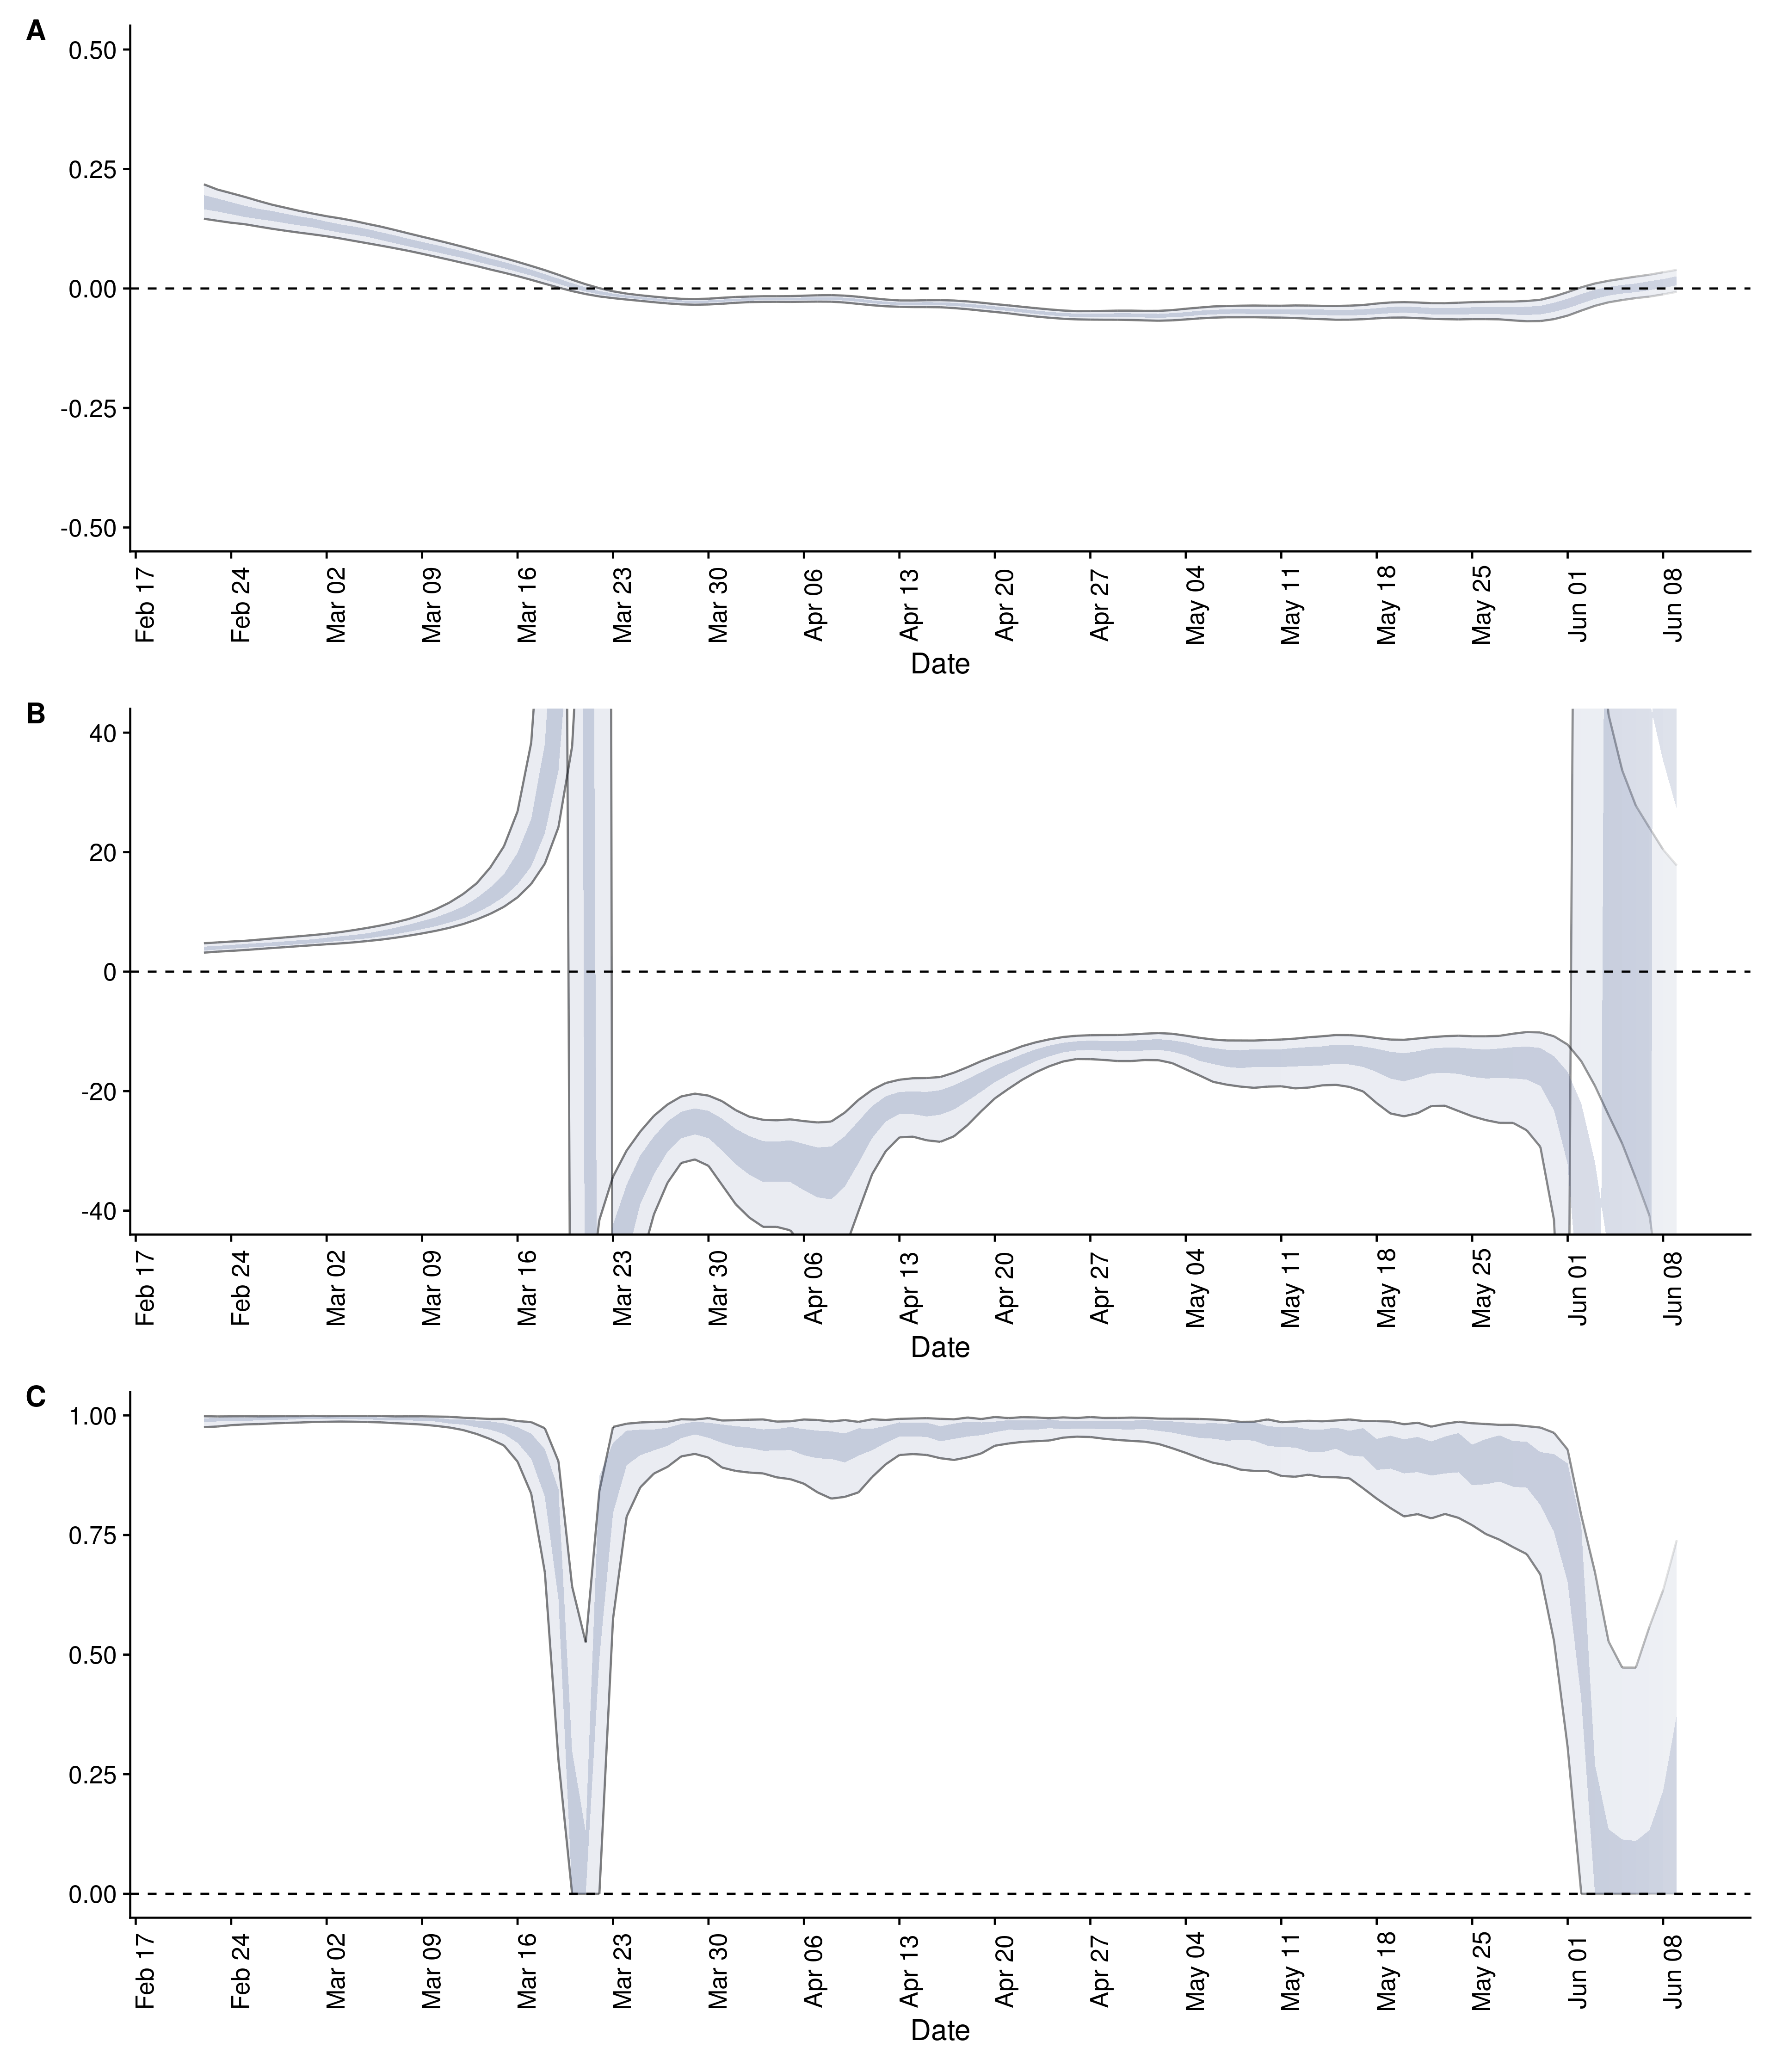 A
0.50
0.25
0.00
-0.25
-0.50
Feb 17
Feb 24
Mar 02
Mar 09
Mar 16
Mar 23
Mar 30
Apr 06
Apr 13
Apr 20
Apr 27
May 04
May 11
May 18
May 25
Jun 01
Jun 08
Date
B
40
20
0
-20
-40
Feb 17
Feb 24
Mar 02
Mar 09
Mar 16
Mar 23
Mar 30
Apr 06
Apr 13
Apr 20
Apr 27
May 04
May 11
May 18
May 25
Jun 01
Jun 08
Date
C
1.00
0.75
0.50
0.25
0.00
Feb 17
Feb 24
Mar 02
Mar 09
Mar 16
Mar 23
Mar 30
Apr 06
Apr 13
Apr 20
Apr 27
May 04
May 11
May 18
May 25
Jun 01
Jun 08
Date